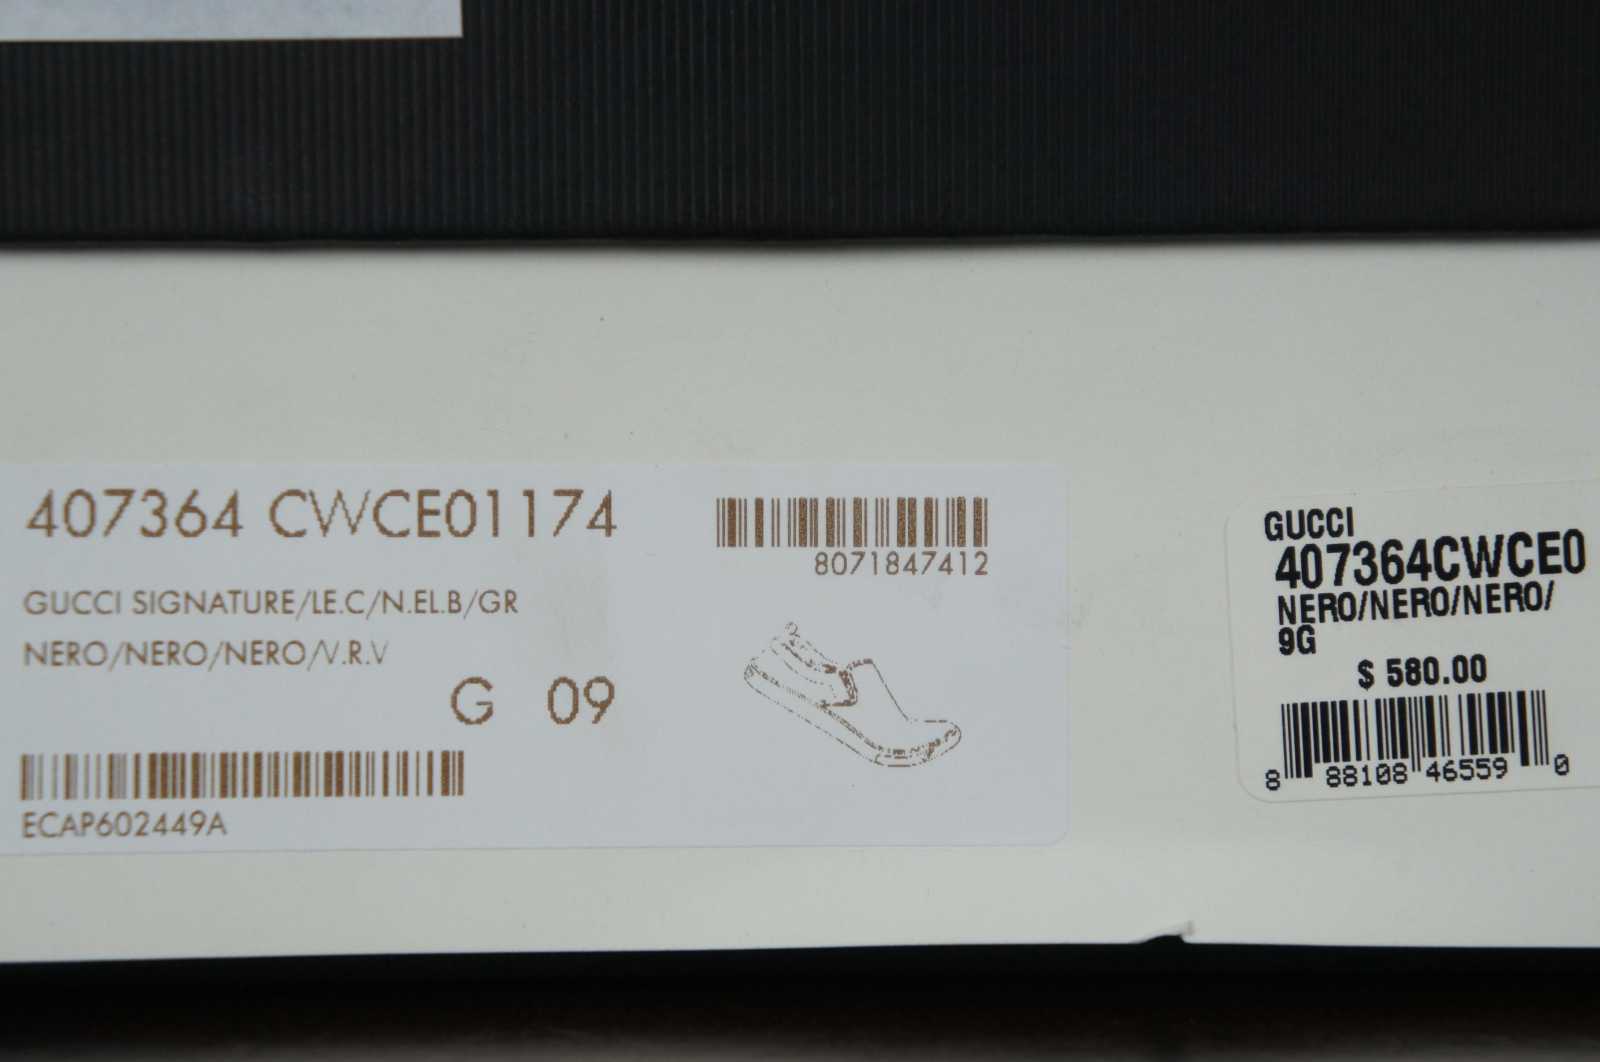 407364 CWCE01174
8071847412
GUCCI SIGNATURE/LE.C/N.EL.B/GR
NERO/NERO/NERO/V.R.V
G 09
ECAP602449A
GUCCI
407364CWCE0
NERO/NERO/NERO/
9G
$ 580.00
8 88108 46559 0